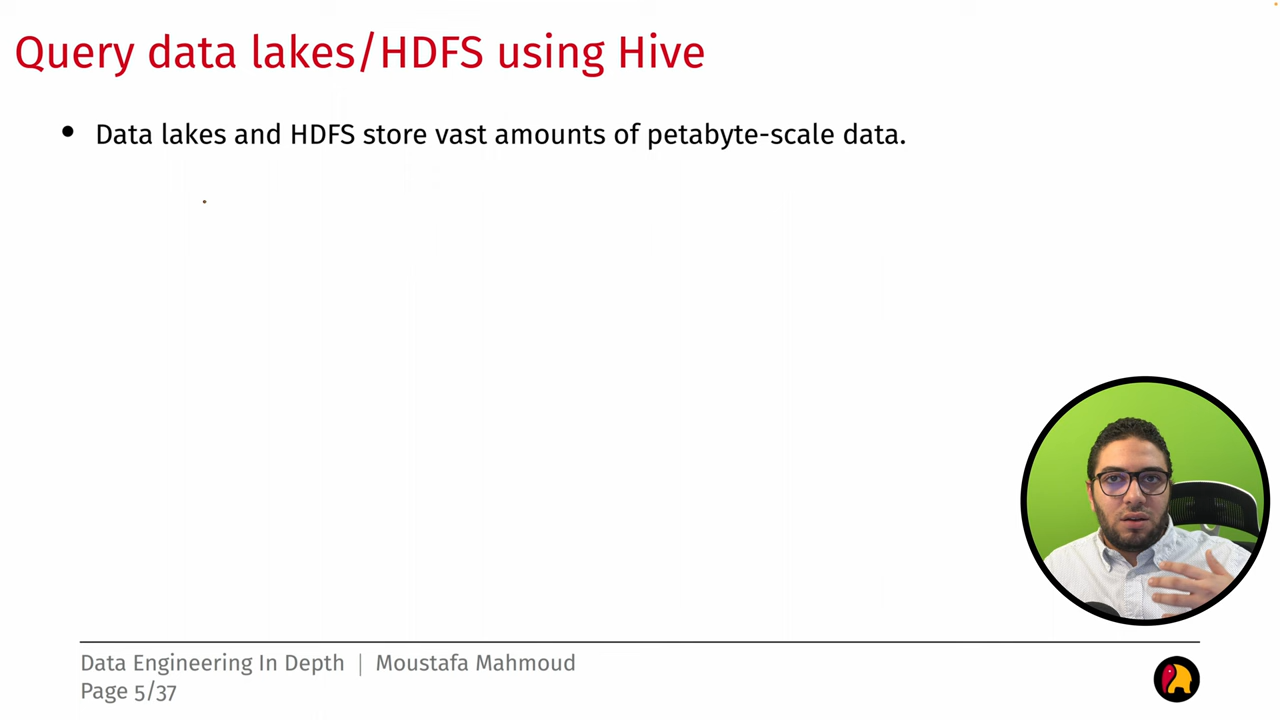 Query data lakes/HDFS using Hive
• Data lakes and HDFS store vast amounts of petabyte-scale data.
Data Engineering In Depth | Moustafa Mahmoud
Page 5/37